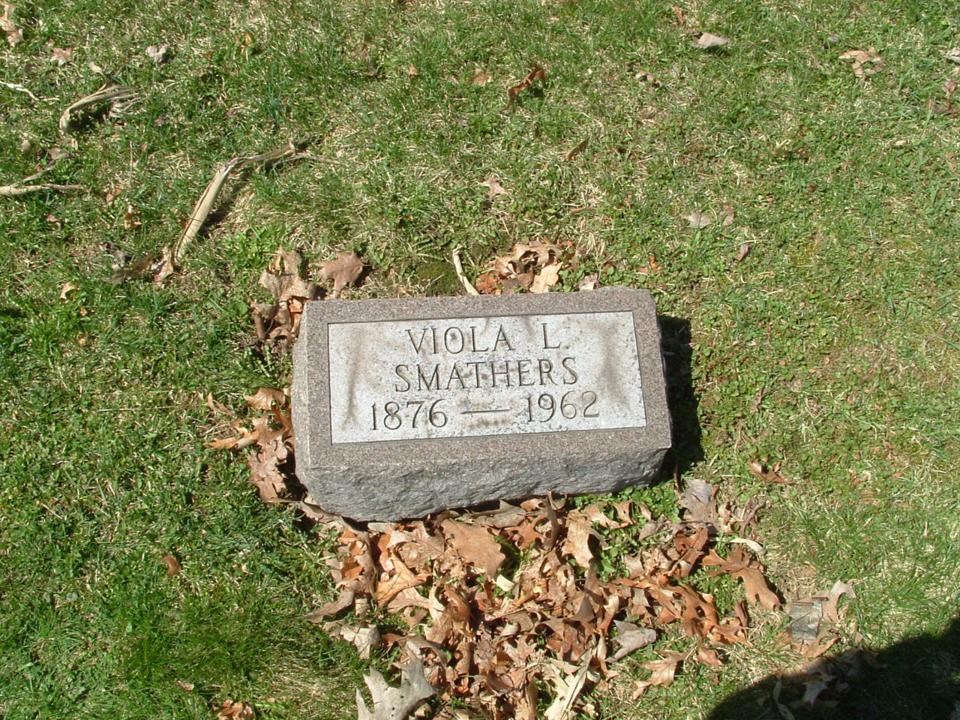 VIOLA L.
SMATHERS
1876 — 1962